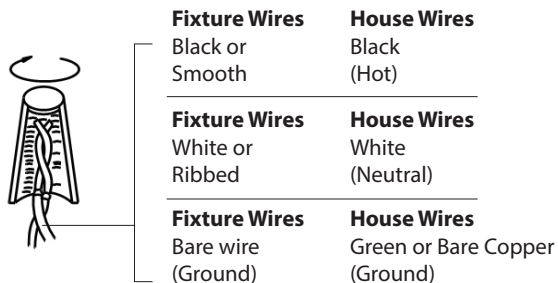 Fixture Wires House Wires
Black or Black
Smooth (Hot)
Fixture Wires House Wires
White or White
Ribbed (Neutral)
Fixture Wires House Wires
Bare wire Green or Bare Copper
(Ground) (Ground)